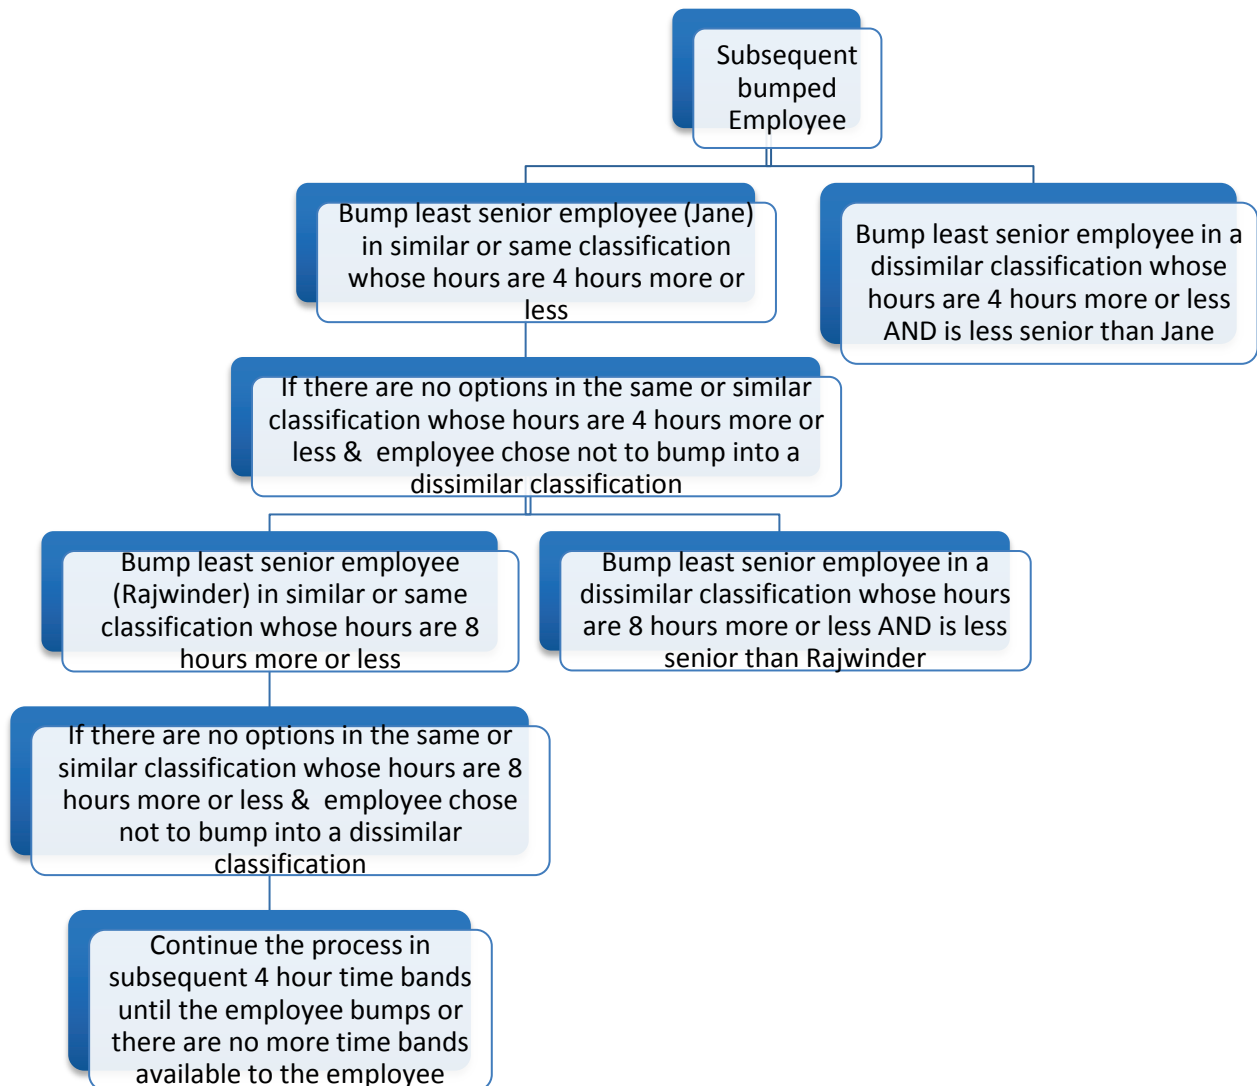 Subsequent
bumped
Employee
Bump least senior employee (Jane)
in similar or same classification
whose hours are 4 hours more or
less
Bump least senior employee in a
dissimilar classification whose
hours are 4 hours more or less
AND is less senior than Jane
If there are no options in the same or similar
classification whose hours are 4 hours more or
less &  employee chose not to bump into a
dissimilar classification
Bump least senior employee
(Rajwinder) in similar or same
classification whose hours are 8
hours more or less
Bump least senior employee in a
dissimilar classification whose hours
are 8 hours more or less AND is less
senior than Rajwinder
If there are no options in the same or
similar classification whose hours are 8
hours more or less &  employee chose
not to bump into a dissimilar
classification
Continue the process in
subsequent 4 hour time bands
until the employee bumps or
there are no more time bands
available to the employee